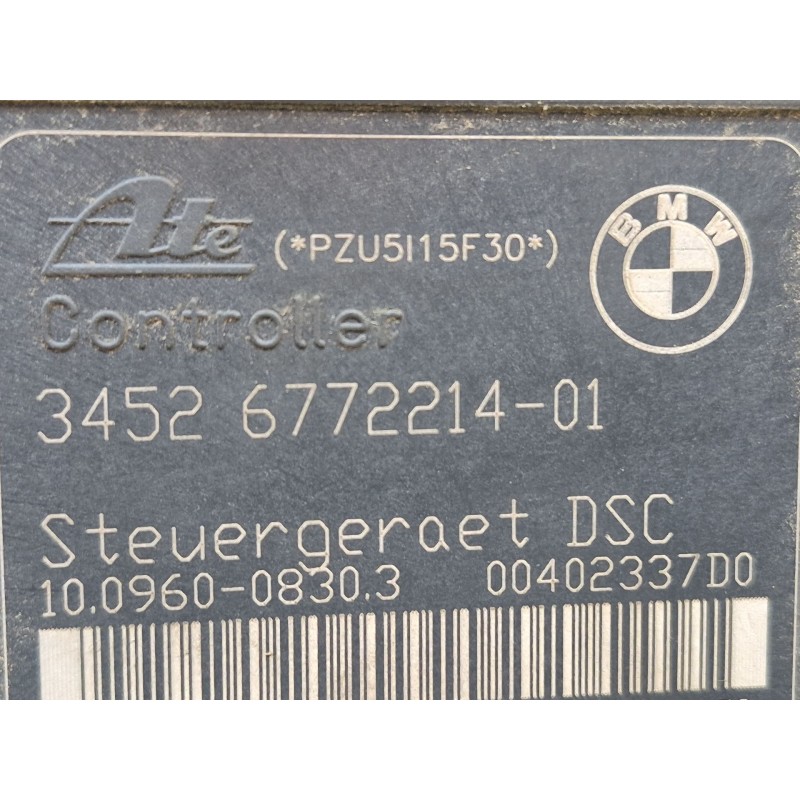 Ate (*PZU5I15F30*) BMW
Controller
3452 6772214-01
Steuergeraet DSC
10.0960-0830.3 00402337D0